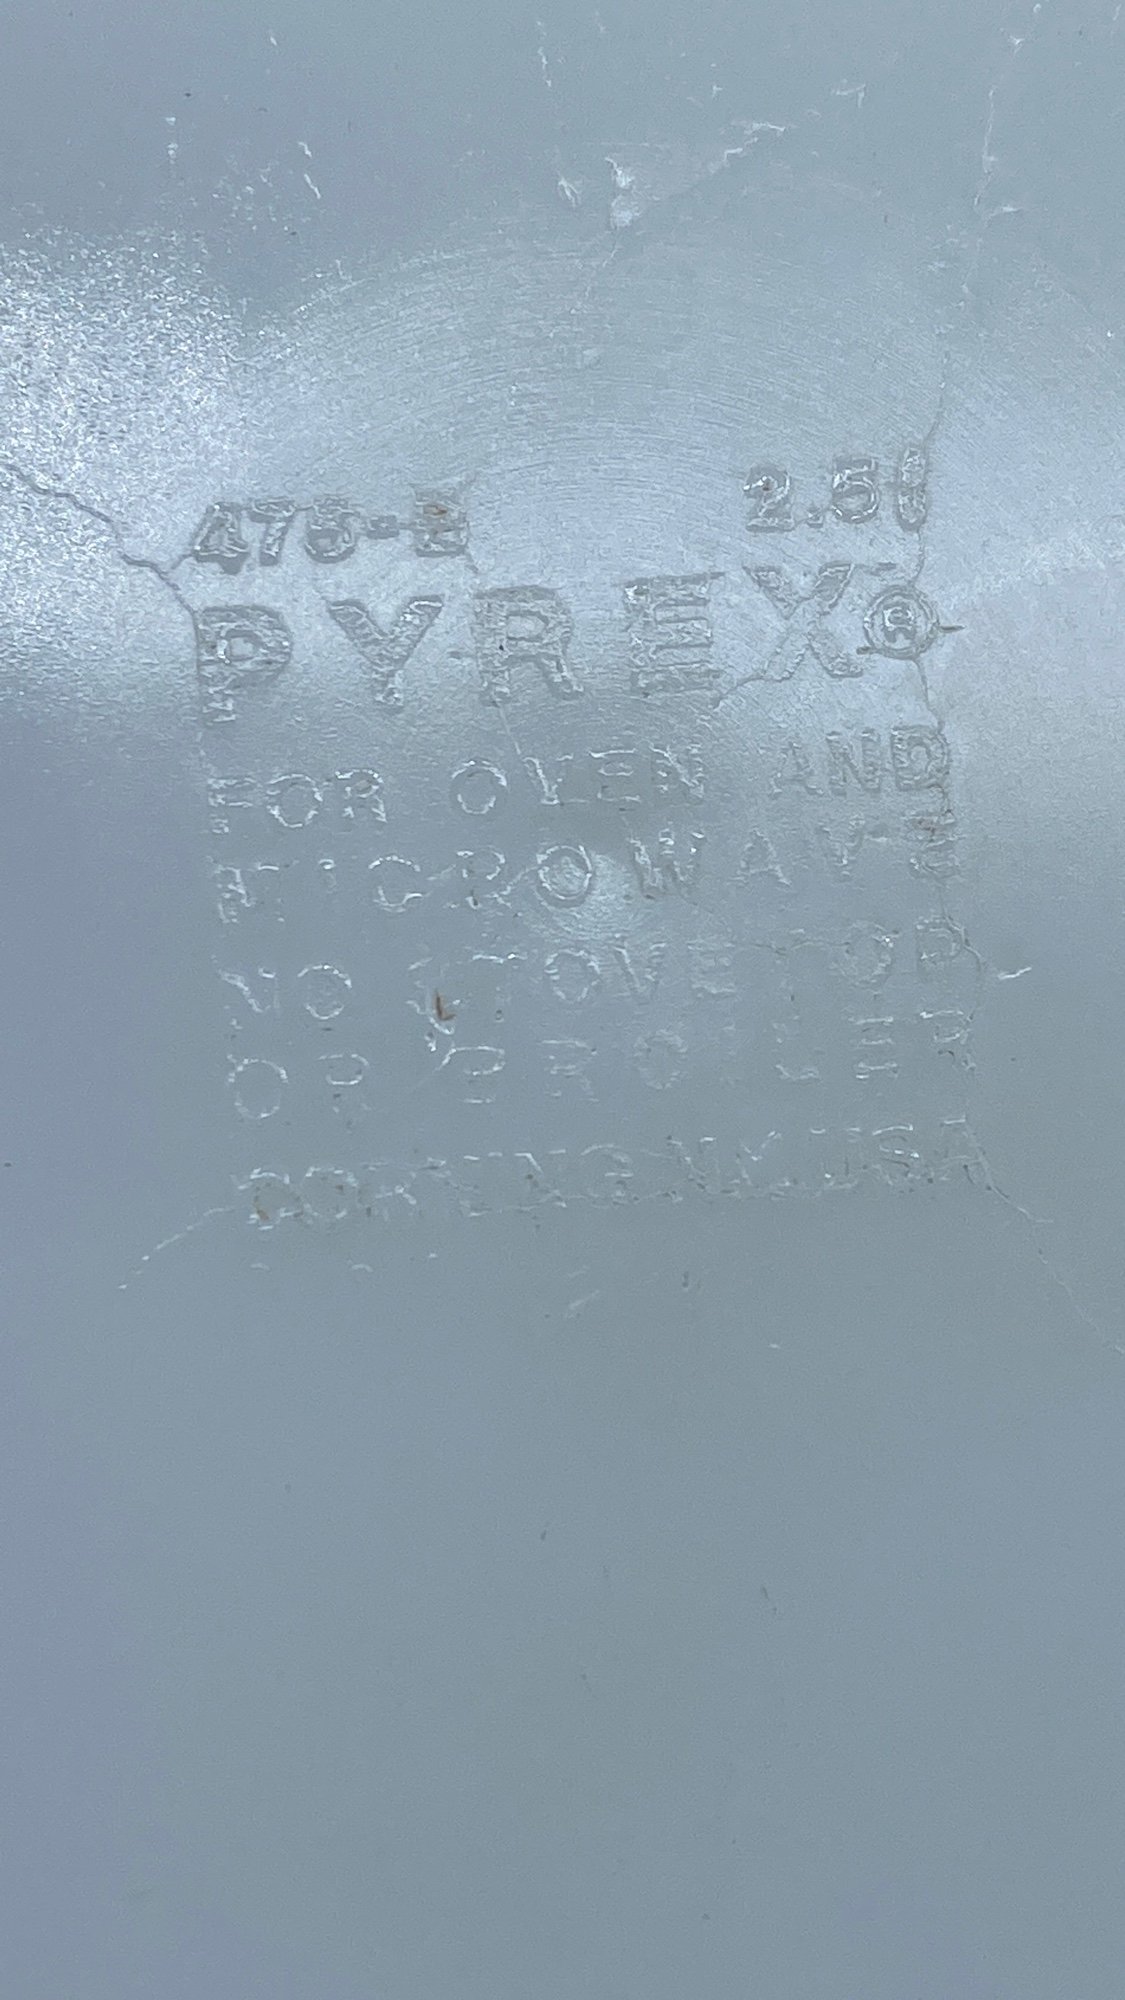 475-B 2.5ℓ
PYREX®
FOR OVEN AND
MICROWAVE
NO STOVETOP
OR BROILER
CORNING, NY. USA